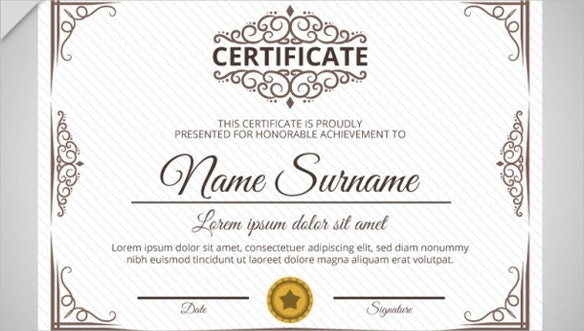 CERTIFICATE
THIS CERTIFICATE IS PROUDLY
PRESENTED FOR HONORABLE ACHIEVEMENT TO
Name Surname
Lorem ipsum dolor sit amet
Lorem ipsum dolor sit amet, consectetuer adipiscing elit, sed diam
nonummy nibh euismod tincidunt ut laoreet dolore magna aliquam erat volutpat.
Date
Signature